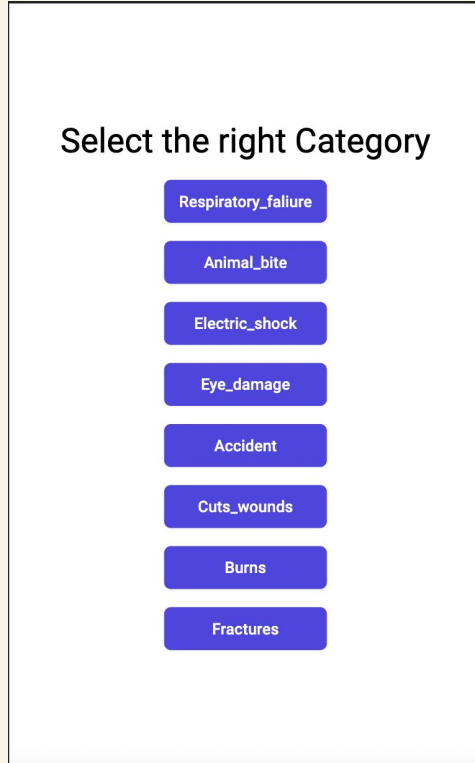 Select the right Category
Respiratory_faliure
Animal_bite
Electric_shock
Eye_damage
Accident
Cuts_wounds
Burns
Fractures